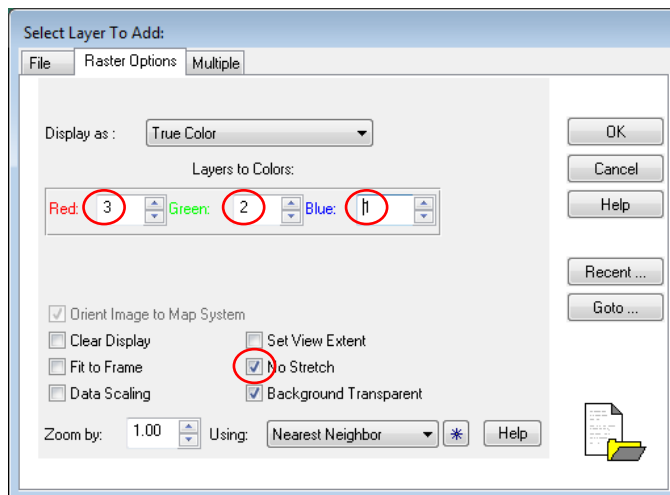 Select Layer To Add:
File Raster Options Multiple
Display as : True Color OK
Layers to Colors: Cancel
Red: 3 Green: 2 Blue: 1 Help
Recent ...
Orient Image to Map System Goto ...
Clear Display Set View Extent
Fit to Frame No Stretch
Data Scaling Background Transparent
Zoom by: 1.00 Using: Nearest Neighbor Help